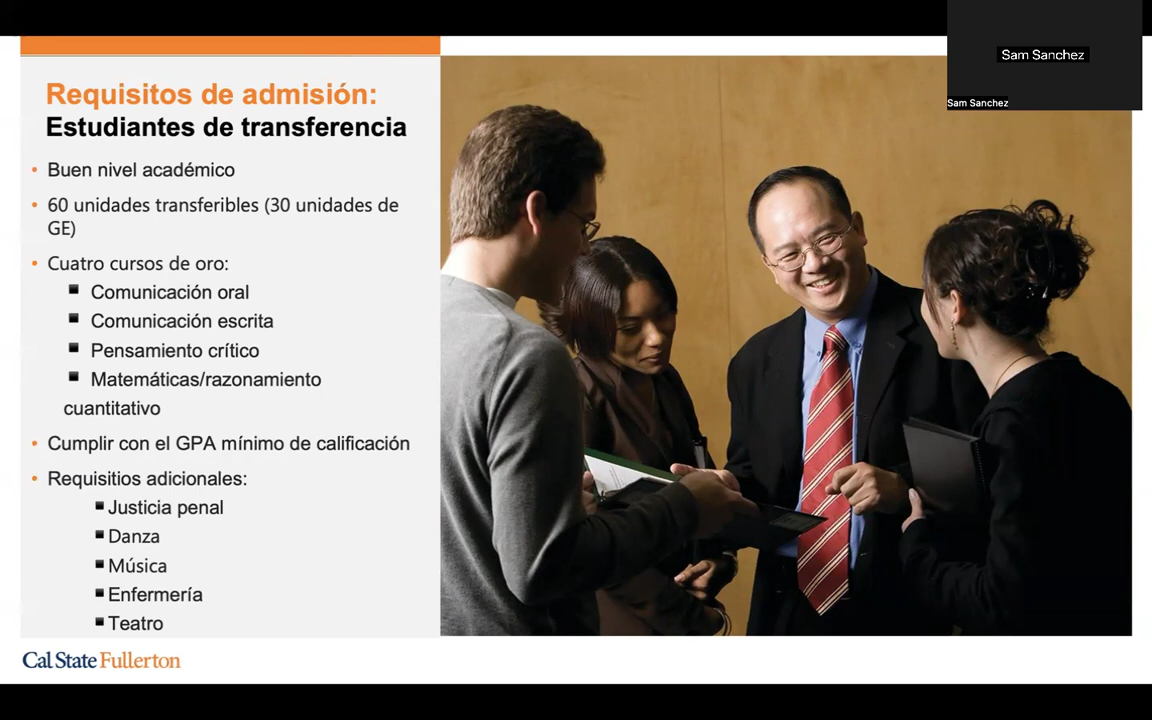 Sam Sanchez
Sam Sanchez
Requisitos de admisión:
Estudiantes de transferencia
• Buen nivel académico
• 60 unidades transferibles (30 unidades de
GE)
• Cuatro cursos de oro:
▪ Comunicación oral
▪ Comunicación escrita
▪ Pensamiento crítico
▪ Matemáticas/razonamiento
cuantitativo
• Cumplir con el GPA mínimo de calificación
• Requisitios adicionales:
▪ Justicia penal
▪ Danza
▪ Música
▪ Enfermería
▪ Teatro
Cal State Fullerton